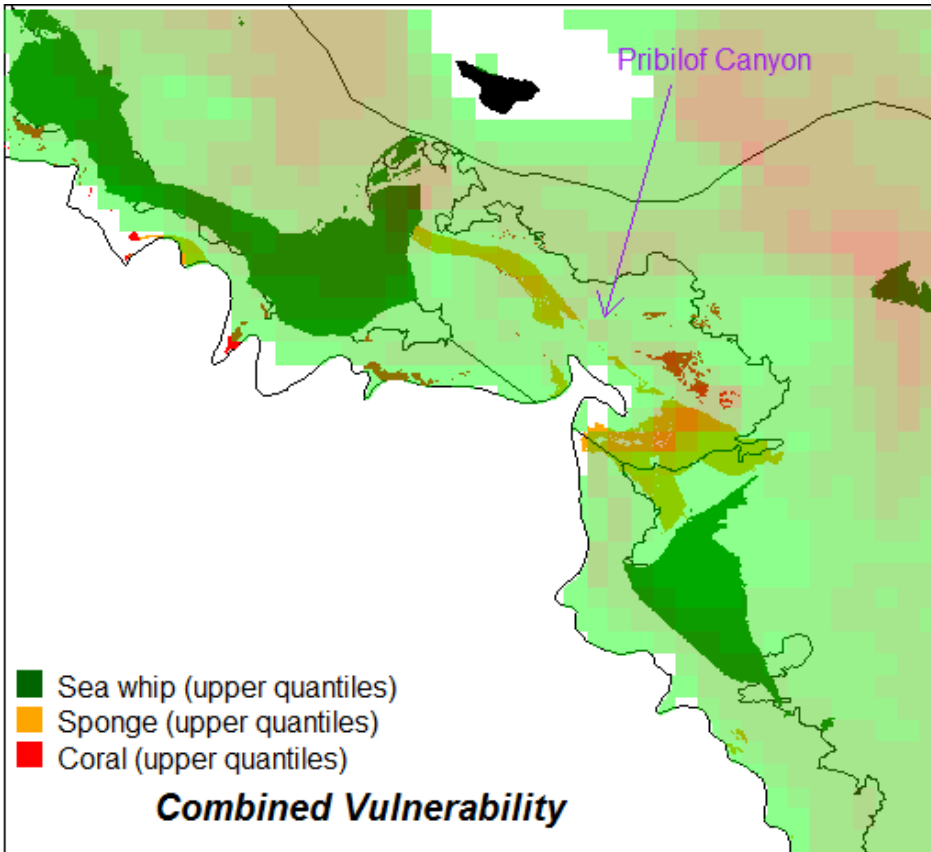 Pribilof Canyon
Sea whip (upper quantiles)
Sponge (upper quantiles)
Coral (upper quantiles)
Combined Vulnerability